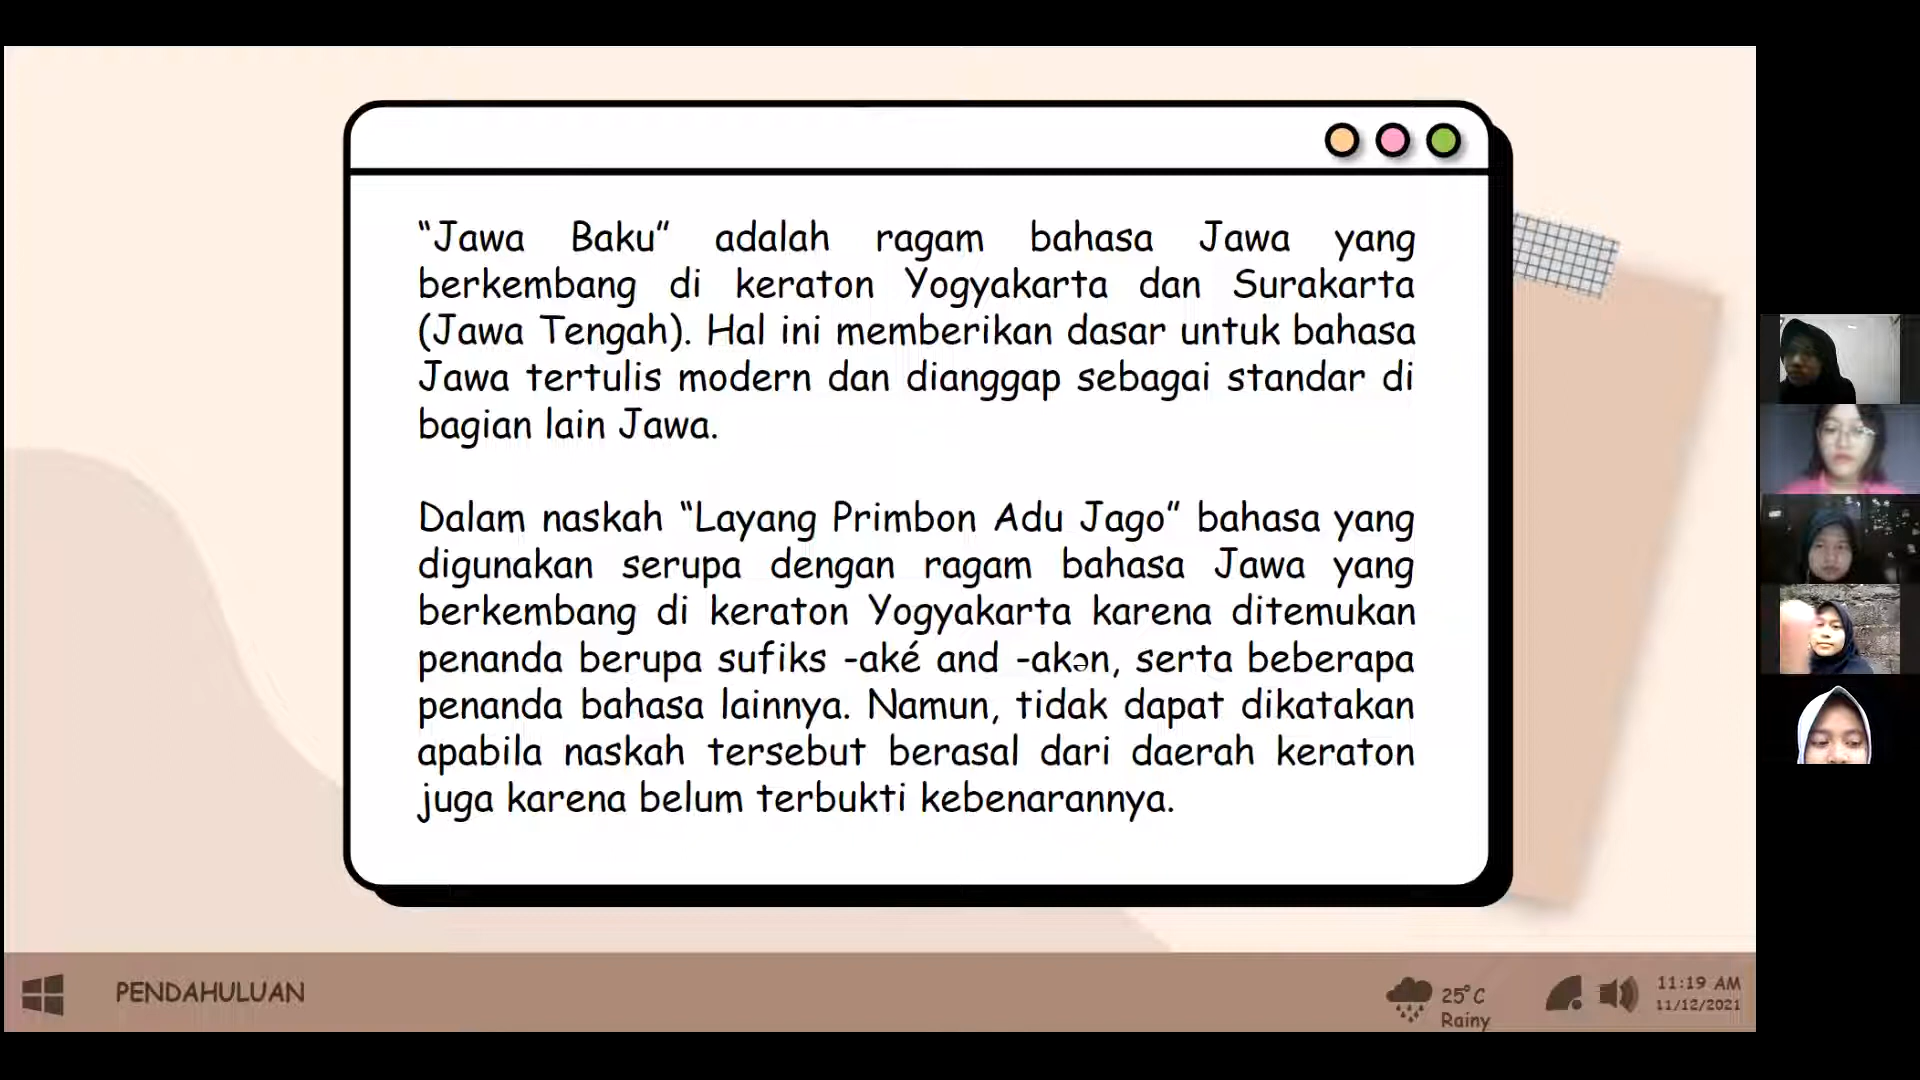 “Jawa Baku” adalah ragam bahasa Jawa yang
berkembang di keraton Yogyakarta dan Surakarta
(Jawa Tengah). Hal ini memberikan dasar untuk bahasa
Jawa tertulis modern dan dianggap sebagai standar di
bagian lain Jawa.
Dalam naskah “Layang Primbon Adu Jago” bahasa yang
digunakan serupa dengan ragam bahasa Jawa yang
berkembang di keraton Yogyakarta karena ditemukan
penanda berupa sufiks -aké and -akən, serta beberapa
penanda bahasa lainnya. Namun, tidak dapat dikatakan
apabila naskah tersebut berasal dari daerah keraton
juga karena belum terbukti kebenarannya.
PENDAHULUAN
25°C
Rainy
11:19 AM
11/12/2021